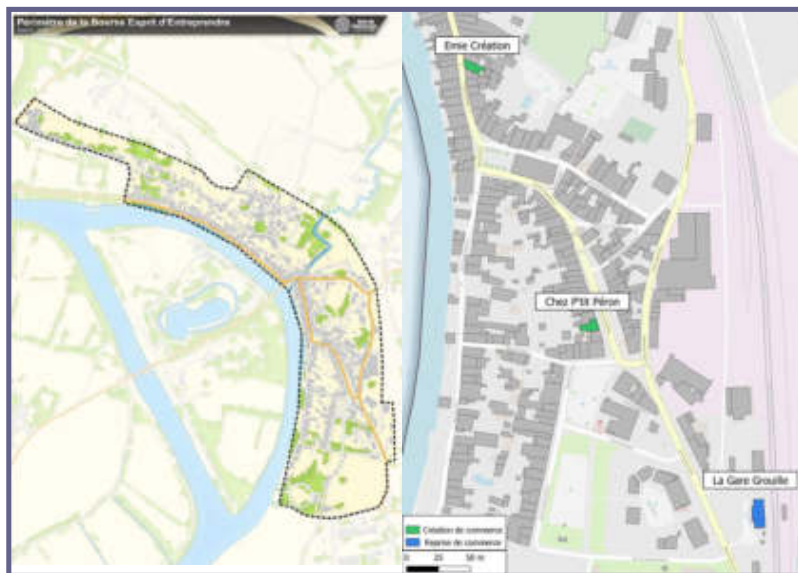 Périmètre de la Bourse Esprit d'Entreprendre
Emie Création
Chez P'tit Péron
La Gare Grouille
Création de commerce
Reprise de commerce
0 25 50 m